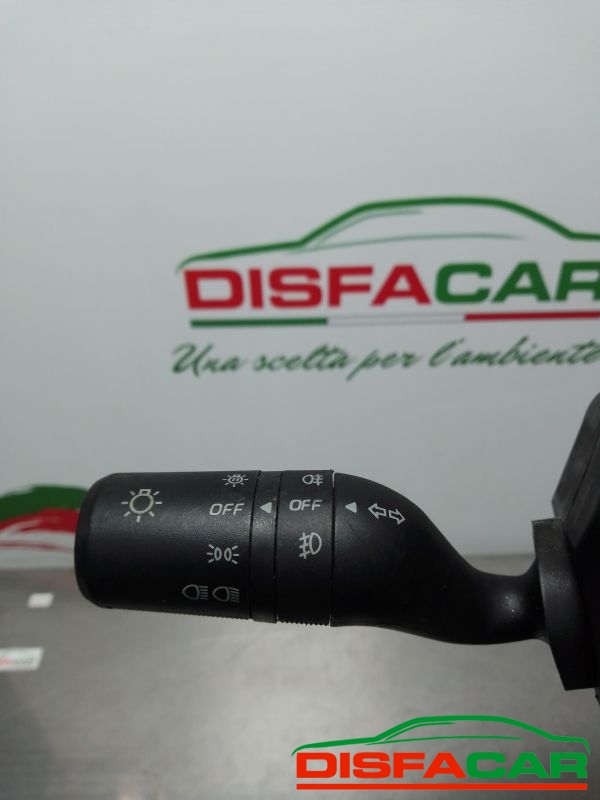 DISFACAR
Una scelta per l'ambiente
OFF OFF
DISFACAR